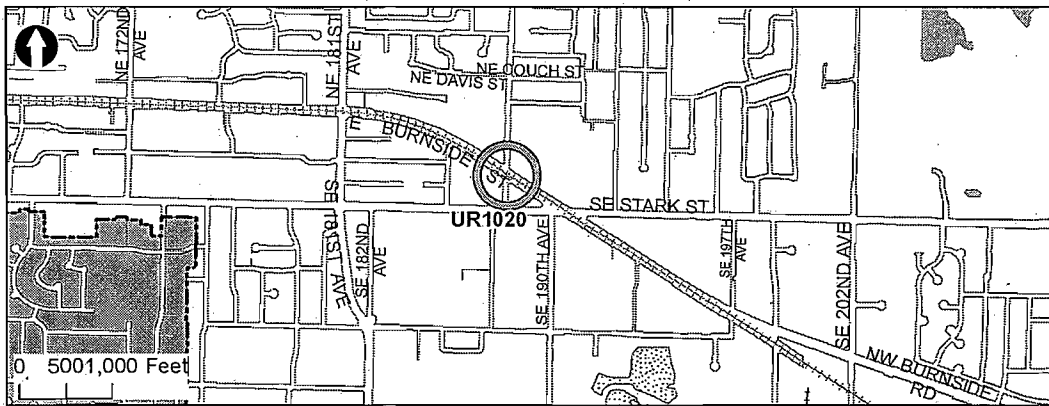 NE 172ND
AVE
NE 181ST
AVE
NE COUCH ST
NE DAVIS ST
E
BURNSIDE
ST
UR1020
SE STARK ST
SE 181ST AVE
SE 182ND
AVE
SE 190TH AVE
SE 197TH
AVE
SE 202ND AVE
NW BURNSIDE
RD
0 5001,000 Feet